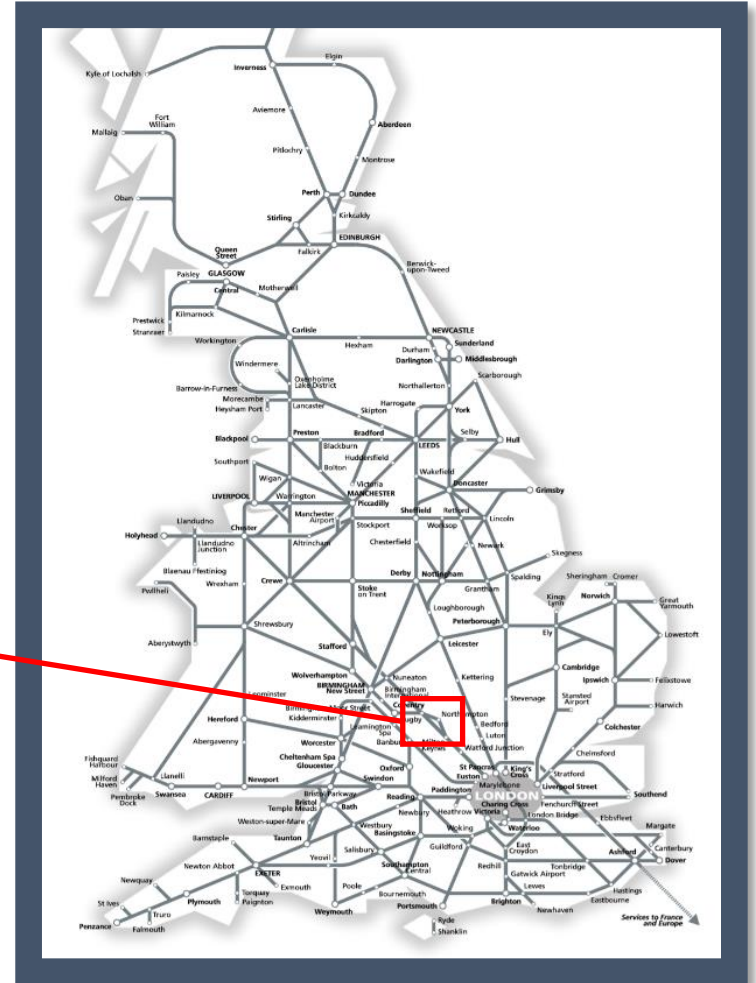 Elgin
Inverness
Kyle of Lochalsh
Aviemore
Fort
William
Aberdeen
Mallaig
Pitlochry
Montrose
Perth
Dundee
Oban
Stirling
Kirkcaldy
EDINBURGH
Queen
Street
Falkirk
Berwick-
upon-Tweed
Paisley
GLASGOW
Central
Motherwell
Prestwick
Kilmarnock
Stranraer
Carlisle
NEWCASTLE
Workington
Hexham
Sunderland
Durham
Darlington
Middlesbrough
Windermere
Scarborough
Oxenholme
Lake District
Barrow-in-Furness
Northallerton
Morecambe
Heysham Port
Lancaster
Harrogate
Skipton
York
Blackpool
Preston
Bradford
LEEDS
Selby
Hull
Blackburn
Huddersfield
Southport
Bolton
Wakefield
Wigan
Victoria
Doncaster
LIVERPOOL
Warrington
MANCHESTER
Piccadilly
Grimsby
Manchester
Airport
Sheffield
Retford
Llandudno
Chester
Stockport
Worksop
Lincoln
Holyhead
Llandudno
Junction
Altrincham
Chesterfield
Newark
Skegness
Blaenau Ffestiniog
Wrexham
Crewe
Stoke
on Trent
Derby
Nottingham
Grantham
Spalding
Sheringham
Cromer
Pwllheli
Kings
Lynn
Norwich
Great
Yarmouth
Loughborough
Peterborough
Shrewsbury
Ely
Leicester
Lowestoft
Aberystwyth
Stafford
Wolverhampton
Nuneaton
Kettering
Cambridge
Ipswich
Felixstowe
BIRMINGHAM
New Street
Birmingham
International
Leominster
Coventry
Stevenage
Stansted
Airport
Harwich
Birmingham Moor Street
Kidderminster
Rugby
Northampton
Hereford
Leamington
Spa
Bedford
Colchester
Worcester
Banbury
Milton
Keynes
Luton
Abergavenny
Watford Junction
Chelmsford
Cheltenham Spa
Gloucester
Fishguard
Harbour
Oxford
St Pancras
King's
Cross
Stratford
Milford
Haven
Llanelli
Newport
Swindon
Euston
Paddington
Marylebone
Liverpool Street
Pembroke
Dock
Swansea
CARDIFF
Bristol Parkway
Reading
LONDON
Southend
Bristol
Temple Meads
Bath
Charing Cross
Fenchurch Street
Newbury
Heathrow
Victoria
London Bridge
Ebbsfleet
Weston-super-Mare
Westbury
Basingstoke
Woking
Waterloo
Margate
Barnstaple
Taunton
Salisbury
Guildford
East
Croydon
Canterbury
Ashford
Dover
Newton Abbot
Yeovil
Southampton
Central
Redhill
Tonbridge
Gatwick Airport
Newquay
EXETER
Exmouth
Poole
Lewes
Hastings
St Ives
Plymouth
Torquay
Paignton
Bournemouth
Eastbourne
Truro
Weymouth
Portsmouth
Brighton
Newhaven
Penzance
Falmouth
Ryde
Shanklin
Services to France
and Europe